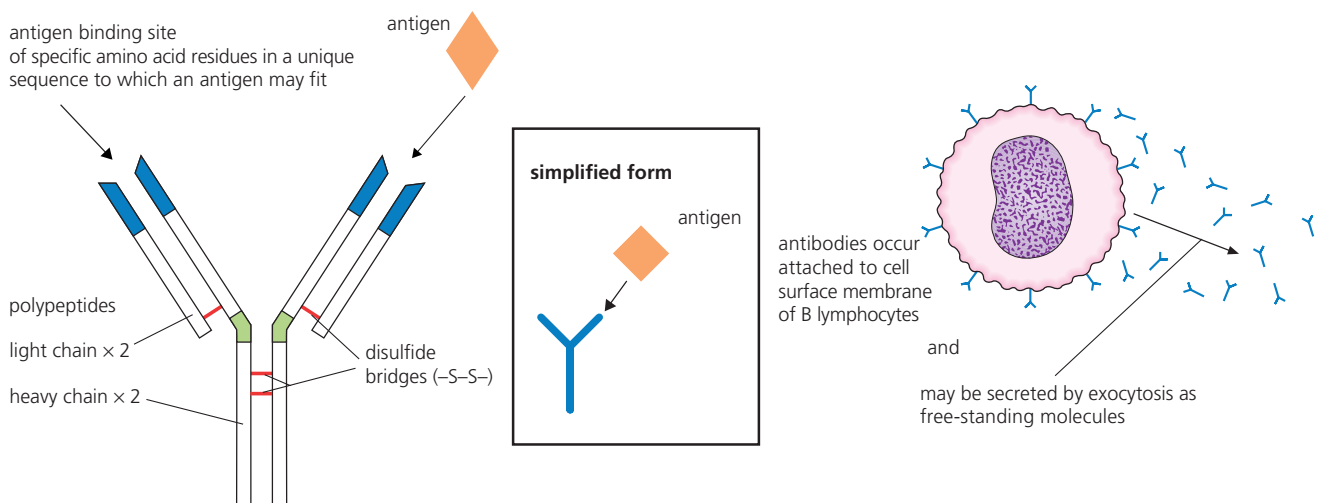 antigen binding site
of specific amino acid residues in a unique
sequence to which an antigen may fit
antigen
polypeptides
light chain × 2
heavy chain × 2
disulfide
bridges (–S–S–)
simplified form
antigen
antibodies occur
attached to cell
surface membrane
of B lymphocytes
and
may be secreted by exocytosis as
free-standing molecules